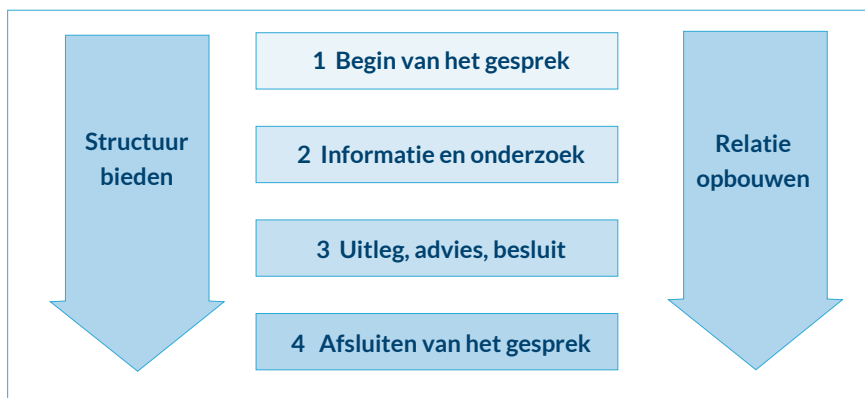 1 Begin van het gesprek
Structuur
bieden
2 Informatie en onderzoek
Relatie
opbouwen
3 Uitleg, advies, besluit
4 Afsluiten van het gesprek